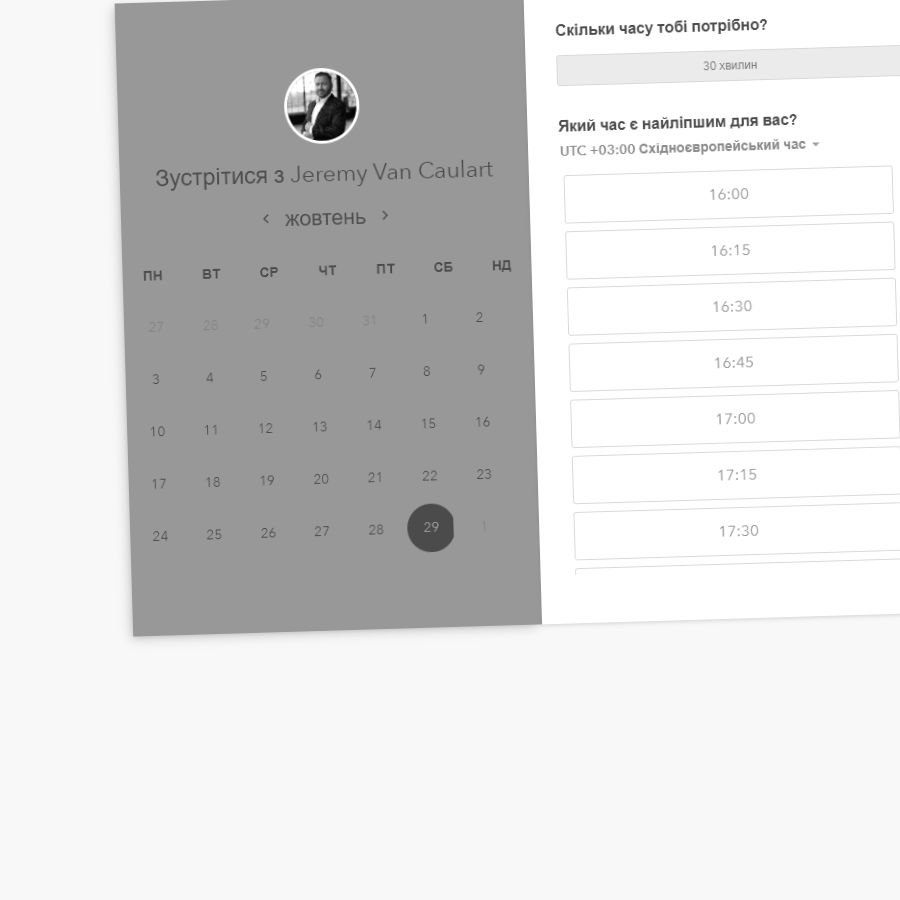 Зустрітися з Jeremy Van Caulart
жовтень
ПН ВТ СР ЧТ ПТ СБ НД
27 28 29 30 31 1 2
3 4 5 6 7 8 9
10 11 12 13 14 15 16
17 18 19 20 21 22 23
24 25 26 27 28 29 1
Скільки часу тобі потрібно?
30 хвилин
Який час є найліпшим для вас?
UTC +03:00 Східноєвропейський час
16:00
16:15
16:30
16:45
17:00
17:15
17:30